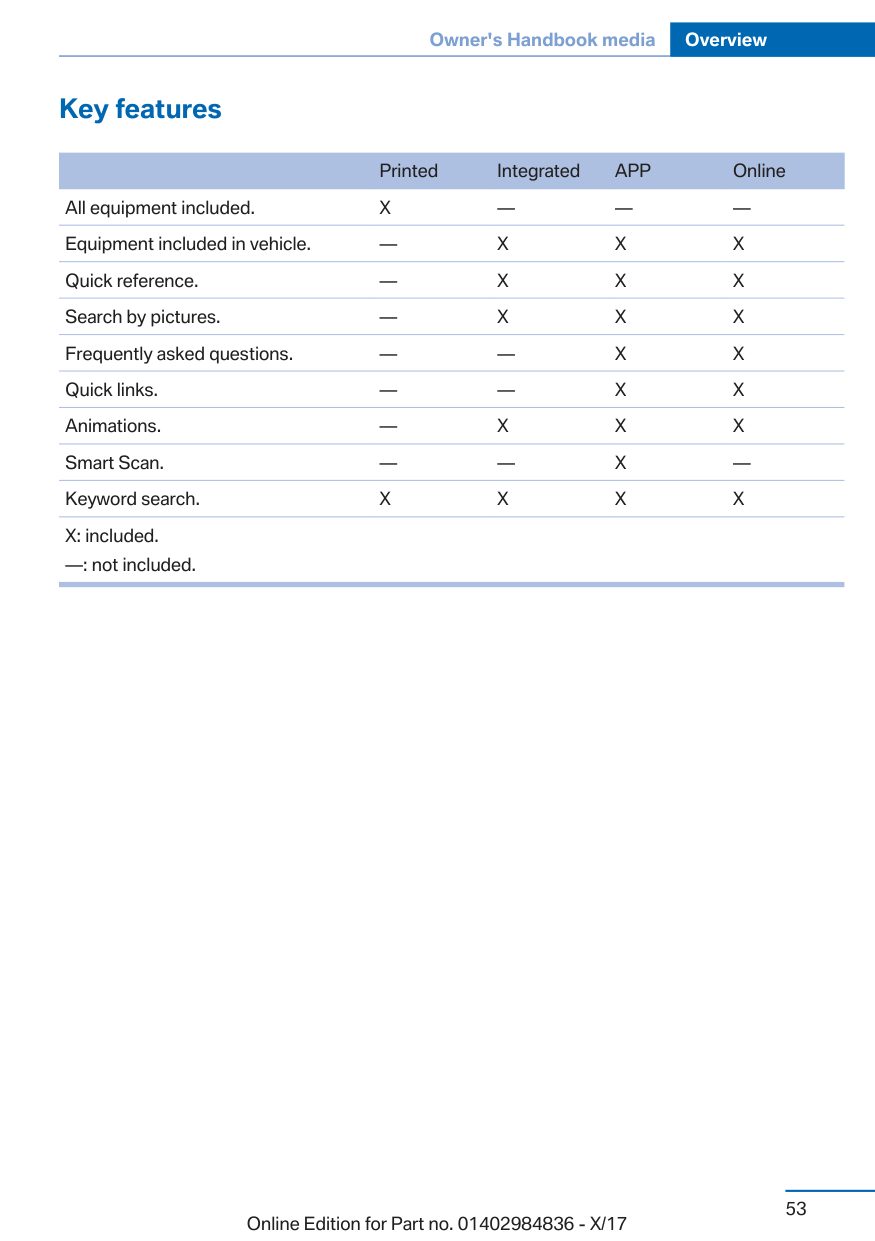 Owner's Handbook media Overview
Key features
Printed Integrated APP Online
All equipment included. X — — —
Equipment included in vehicle. — X X X
Quick reference. — X X X
Search by pictures. — X X X
Frequently asked questions. — — X X
Quick links. — — X X
Animations. — X X X
Smart Scan. — — X —
Keyword search. X X X X
X: included.
—: not included.
53
Online Edition for Part no. 01402984836 - X/17